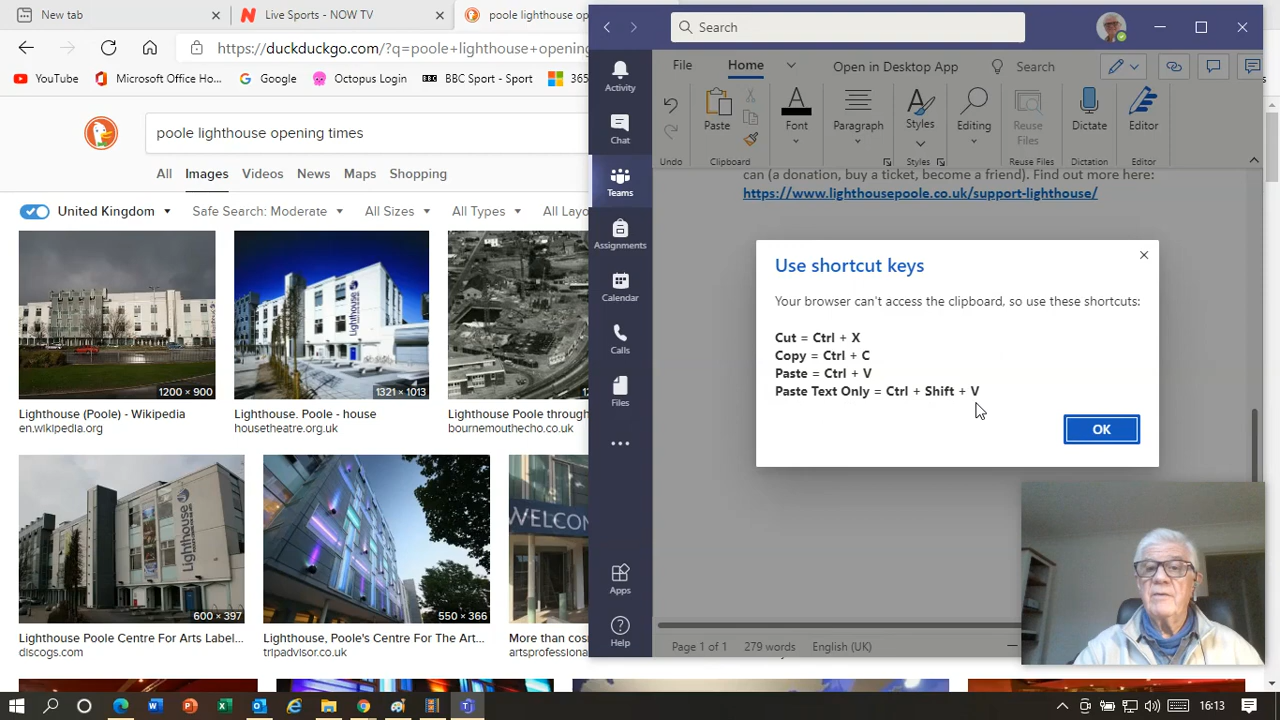 New tab
Live Sports - NOW TV
poole lighthouse opening
https://duckduckgo.com/?q=poole+lighthouse+opening
YouTube
Microsoft Office Ho...
Google
Octopus Login
BBC Sport - Sport
poole lighthouse opening times
All
Images
Videos
News
Maps
Shopping
United Kingdom
Safe Search: Moderate
All Sizes
All Types
All Layo
1200 × 900
1321 × 1013
Lighthouse (Poole) - Wikipedia
en.wikipedia.org
Lighthouse. Poole - house
housetheatre.org.uk
Lighthouse Poole through
bournemouthecho.co.uk
Lighthouse
WELCOM
600 × 397
550 × 366
Lighthouse Poole Centre For Arts Label...
discogs.com
Lighthouse, Poole's Centre For The Art...
tripadvisor.co.uk
More than cos
artsprofessiona
Search
Activity
Chat
Teams
Assignments
Calendar
Calls
Files
Apps
Help
File
Home
Open in Desktop App
Search
Paste
Font
Paragraph
Styles
Editing
Reuse
Files
Dictate
Editor
Undo
Clipboard
Styles
Reuse Files
Dictation
Editor
can (a donation, buy a ticket, become a friend). Find out more here:
https://www.lighthousepoole.co.uk/support-lighthouse/
Use shortcut keys
Your browser can't access the clipboard, so use these shortcuts:
Cut = Ctrl + X
Copy = Ctrl + C
Paste = Ctrl + V
Paste Text Only = Ctrl + Shift + V
OK
Page 1 of 1
279 words
English (UK)
16:13